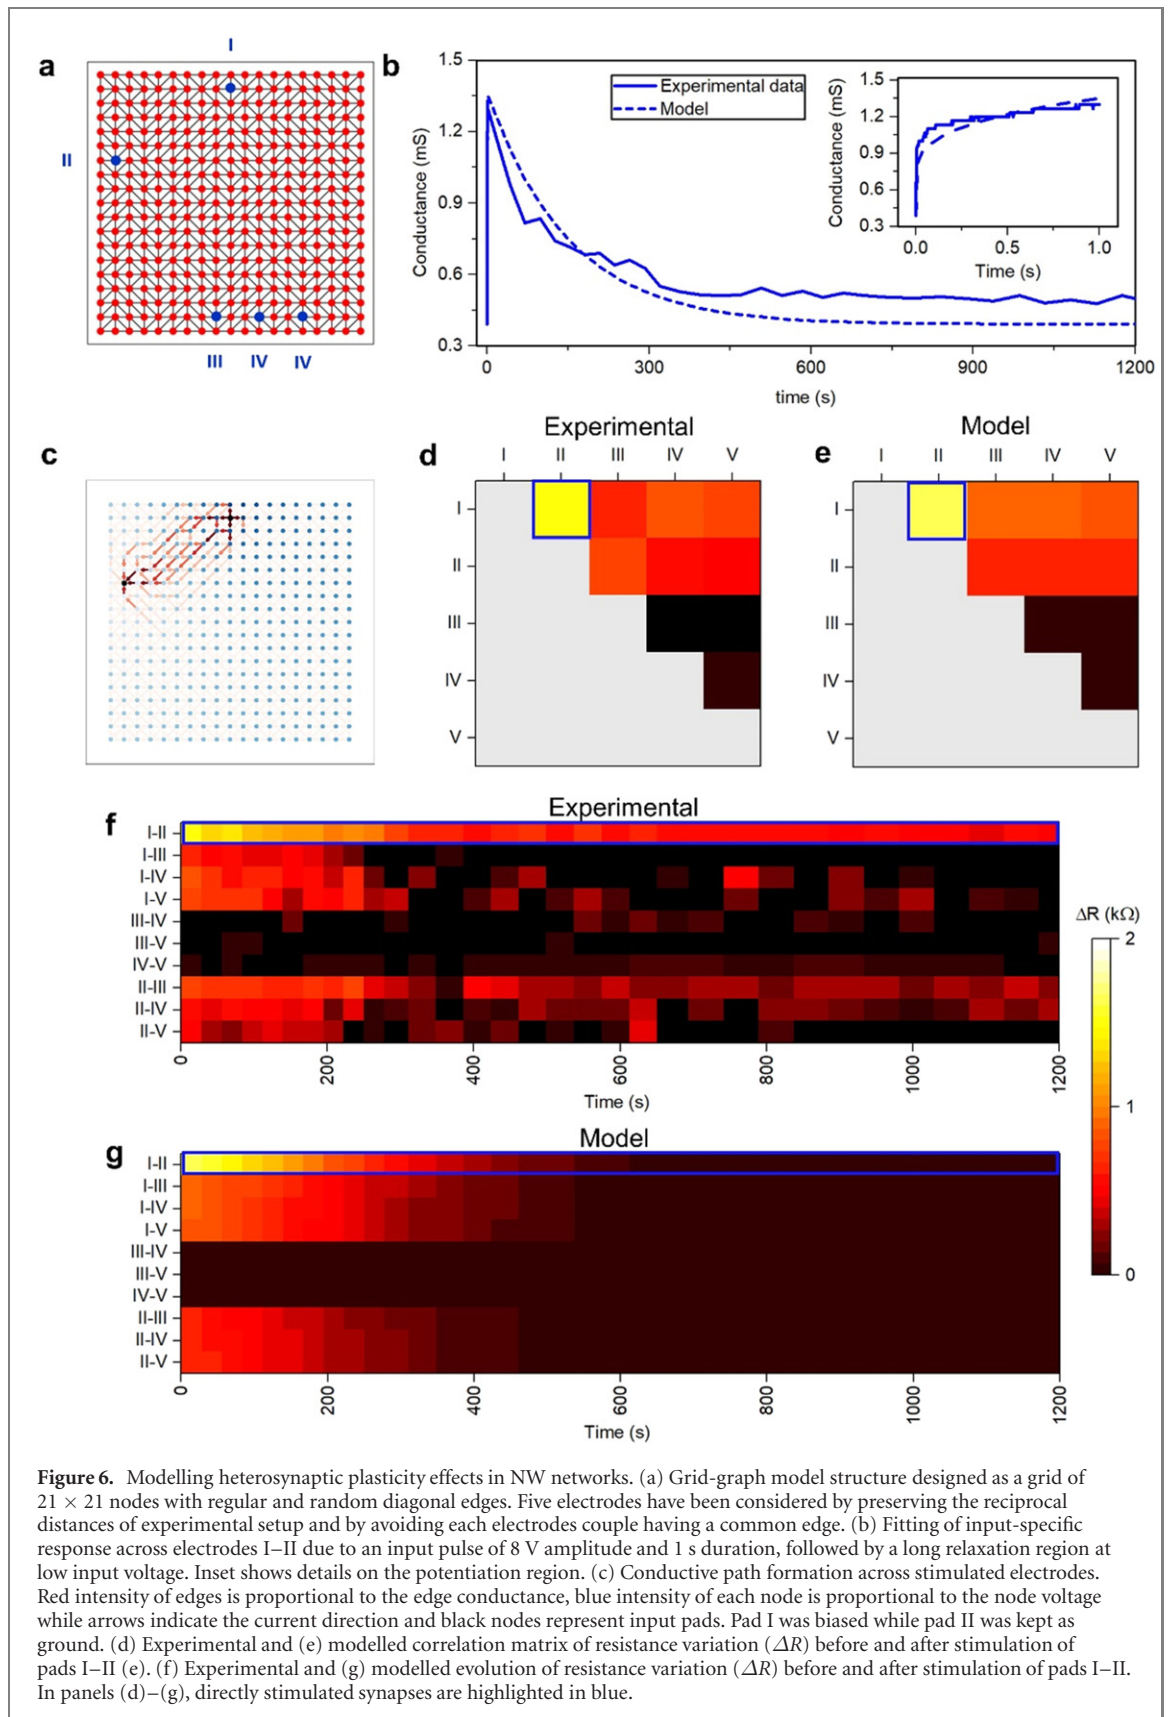 a
I
II
III
IV
IV
b
1.5
1.2
0.9
0.6
0.3
Conductance (mS)
Experimental data
Model
1.5
1.2
0.9
0.6
0.3
Conductance (mS)
0.0
0.5
1.0
Time (s)
0
300
600
900
1200
time (s)
c
d
Experimental
I
II
III
IV
V
I
II
III
IV
V
e
Model
I
II
III
IV
V
I
II
III
IV
V
f
Experimental
I-II
I-III
I-IV
I-V
III-IV
III-V
IV-V
II-III
II-IV
II-V
0
200
400
600
800
1000
1200
Time (s)
ΔR (kΩ)
2
1
0
g
Model
I-II
I-III
I-IV
I-V
III-IV
III-V
IV-V
II-III
II-IV
II-V
0
200
400
600
800
1000
1200
Time (s)
Figure 6. Modelling heterosynaptic plasticity effects in NW networks. (a) Grid-graph model structure designed as a grid of
21 × 21 nodes with regular and random diagonal edges. Five electrodes have been considered by preserving the reciprocal
distances of experimental setup and by avoiding each electrodes couple having a common edge. (b) Fitting of input-specific
response across electrodes I–II due to an input pulse of 8 V amplitude and 1 s duration, followed by a long relaxation region at
low input voltage. Inset shows details on the potentiation region. (c) Conductive path formation across stimulated electrodes.
Red intensity of edges is proportional to the edge conductance, blue intensity of each node is proportional to the node voltage
while arrows indicate the current direction and black nodes represent input pads. Pad I was biased while pad II was kept as
ground. (d) Experimental and (e) modelled correlation matrix of resistance variation (ΔR) before and after stimulation of
pads I–II (e). (f) Experimental and (g) modelled evolution of resistance variation (ΔR) before and after stimulation of pads I–II.
In panels (d)–(g), directly stimulated synapses are highlighted in blue.